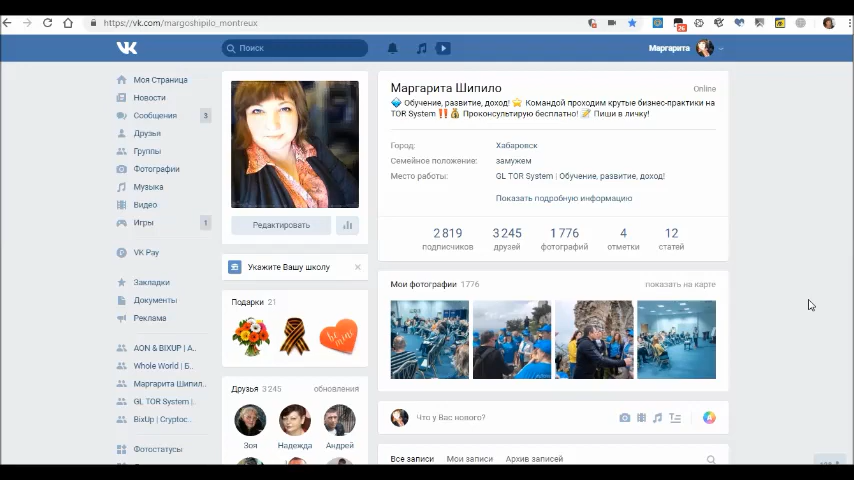 https://vk.com/margoshipilo_montreux
26
Поиск
Маргарита
Моя Страница
Новости
Сообщения 3
Друзья
Группы
Фотографии
Музыка
Видео
Игры 1
VK Pay
Закладки
Документы
Реклама
AON & BIXUP | A..
Whole World | Б..
Маргарита Шипил..
GL TOR System |..
BixUp | Cryptoc..
Фотостатусы
Редактировать
Укажите Вашу школу
Подарки 21
be mine
Друзья 3 245 обновления
Зоя Надежда Андрей
Маргарита Шипило Online
Обучение, развитие, доход! Командой проходим крутые бизнес-практики на
TOR System Проконсультирую бесплатно! Пиши в личку!
Город: Хабаровск
Семейное положение: замужем
Место работы: GL TOR System | Обучение, развитие, доход!
Показать подробную информацию
2 819 3 245 1 776 4 12
подписчиков друзей фотографий отметки статей
Мои фотографии 1776 показать на карте
Что у Вас нового?
Все записи Мои записи Архив записей